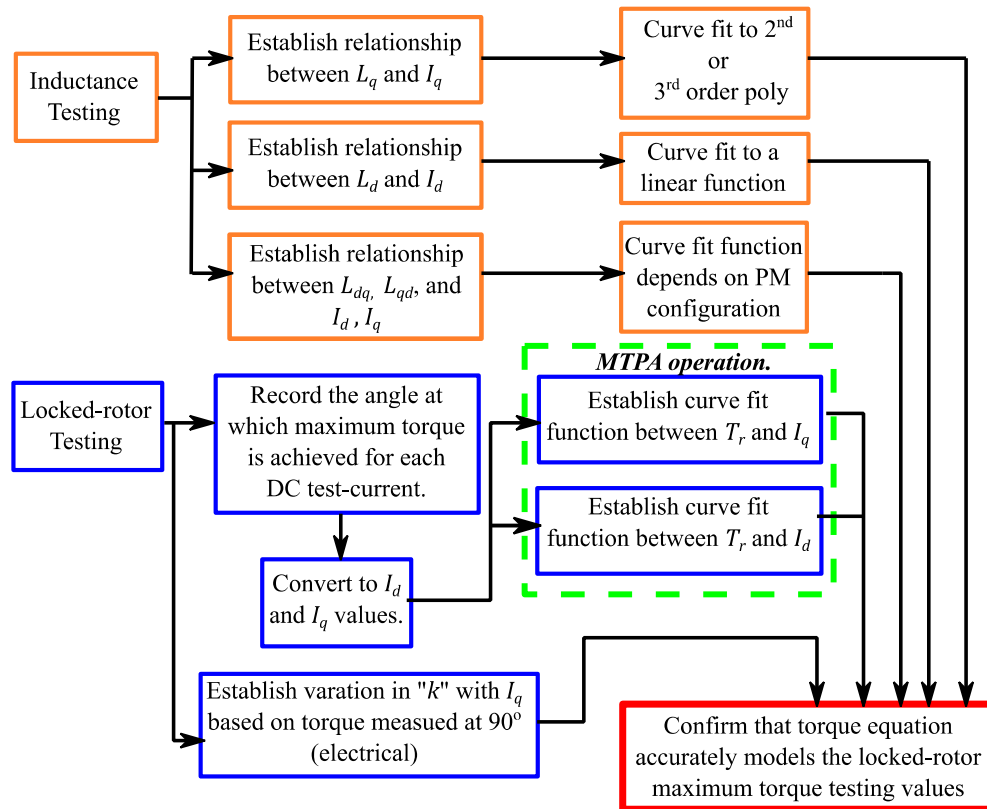 Inductance
Testing
Establish relationship
between Lq and Iq
Curve fit to 2nd
or
3rd order poly
Establish relationship
between Ld and Id
Curve fit to a
linear function
Establish relationship
between Ldq, Lqd, and
Id , Iq
Curve fit function
depends on PM
configuration
Locked-rotor
Testing
Record the angle at
which maximum torque
is achieved for each
DC test-current.
Convert to Id
and Iq values.
MTPA operation.
Establish curve fit
function between Tr and Iq
Establish curve fit
function between Tr and Id
Establish varation in "k" with Iq
based on torque measued at 90o
(electrical)
Confirm that torque equation
accurately models the locked-rotor
maximum torque testing values